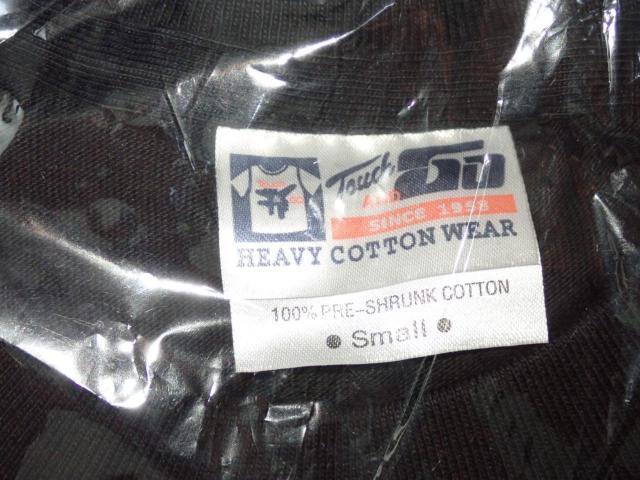 Touch
AND GO
SINCE 1958
HEAVY COTTON WEAR
100% PRE-SHRUNK COTTON
• Small •